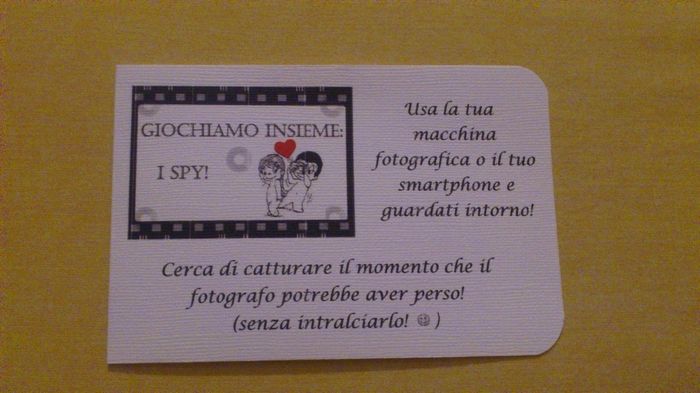 GIOCHIAMO INSIEME:
I SPY!
Usa la tua
macchina
fotografica o il tuo
smartphone e
guardati intorno!
Cerca di catturare il momento che il
fotografo potrebbe aver perso!
(senza intralciarlo! ☺)